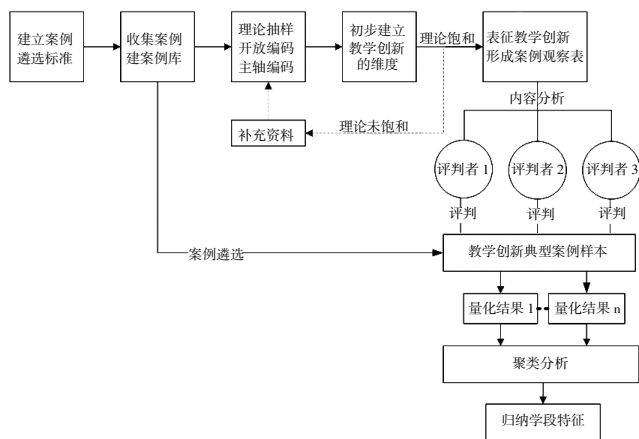 建立案例
遴选标准
收集案例
建案例库
理论抽样
开放编码
主轴编码
初步建立
教学创新
的维度
理论饱和
表征教学创新
形成案例观察表
补充资料
理论未饱和
内容分析
评判者 1
评判者 2
评判者 3
评判
评判
评判
案例遴选
教学创新典型案例样本
量化结果 1
量化结果 n
聚类分析
归纳学段特征